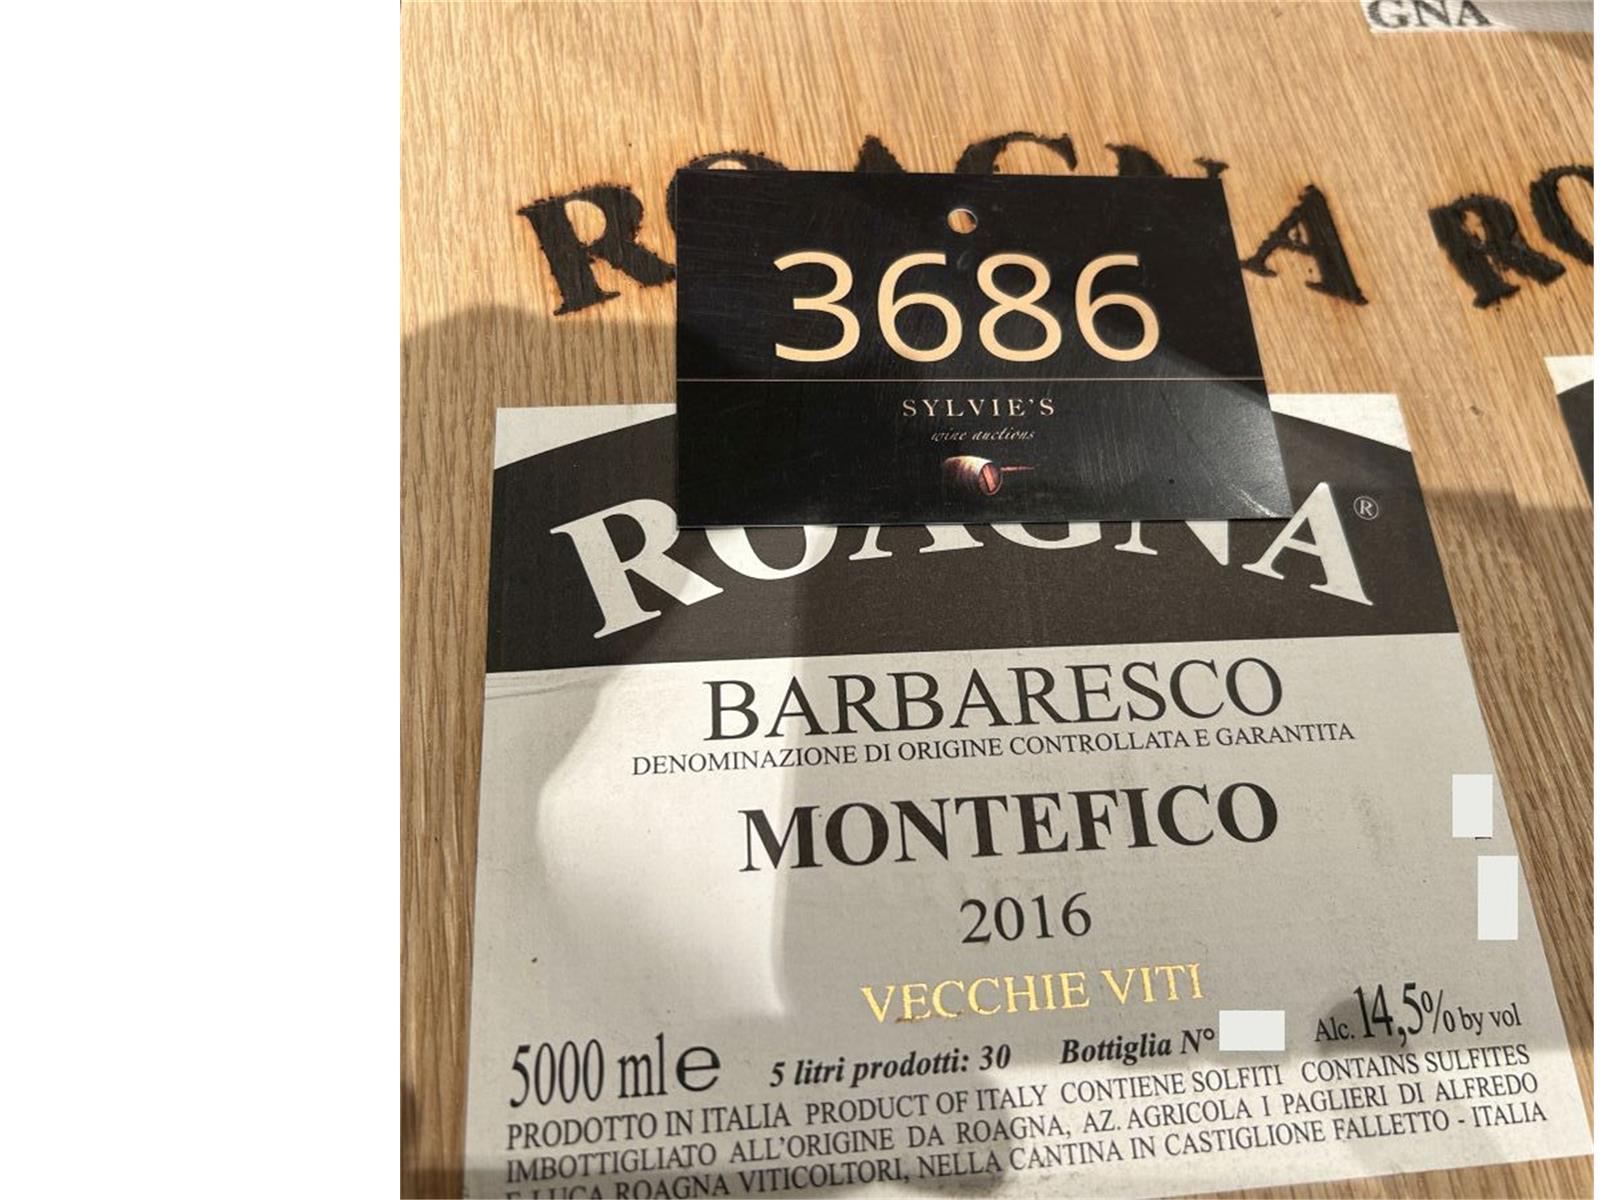 GNA
ROAGNA
RO
3686
SYLVIE'S
wine auctions
ROAGNA®
BARBARESCO
DENOMINAZIONE DI ORIGINE CONTROLLATA E GARANTITA
MONTEFICO
2016
VECCHIE VITI
5000 ml e 5 litri prodotti: 30 Bottiglia N° Alc. 14,5% by vol
PRODOTTO IN ITALIA PRODUCT OF ITALY CONTIENE SOLFITI CONTAINS SULFITES
IMBOTTIGLIATO ALL'ORIGINE DA ROAGNA, AZ. AGRICOLA I PAGLIERI DI ALFREDO
E LUCA ROAGNA VITICOLTORI, NELLA CANTINA IN CASTIGLIONE FALLETTO - ITALIA